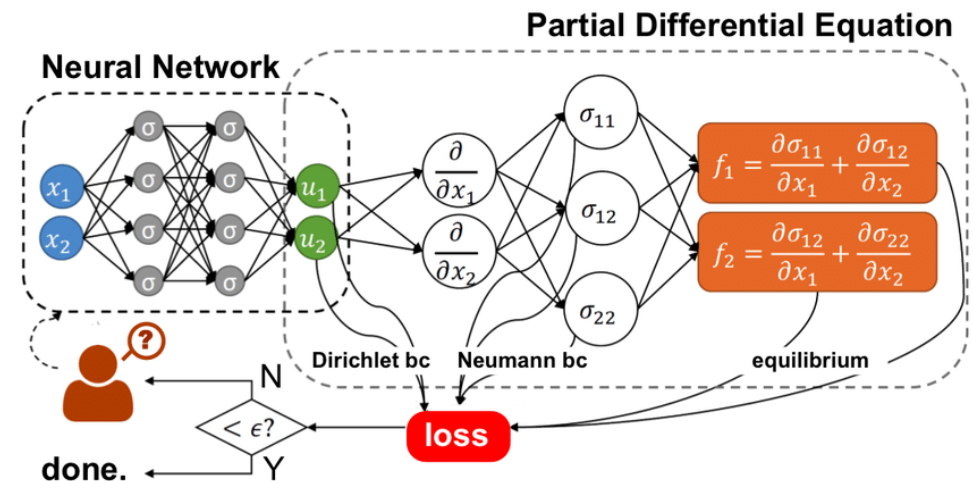 Partial Differential Equation
Neural Network
x₁
x₂
σ σ
σ σ
σ σ
σ σ
u₁
u₂
∂/∂x₁
∂/∂x₂
σ₁₁
σ₁₂
σ₂₂
f₁ = ∂σ₁₁/∂x₁ + ∂σ₁₂/∂x₂
f₂ = ∂σ₁₂/∂x₁ + ∂σ₂₂/∂x₂
Dirichlet bc
Neumann bc
equilibrium
?
N
< ϵ?
loss
Y
done.